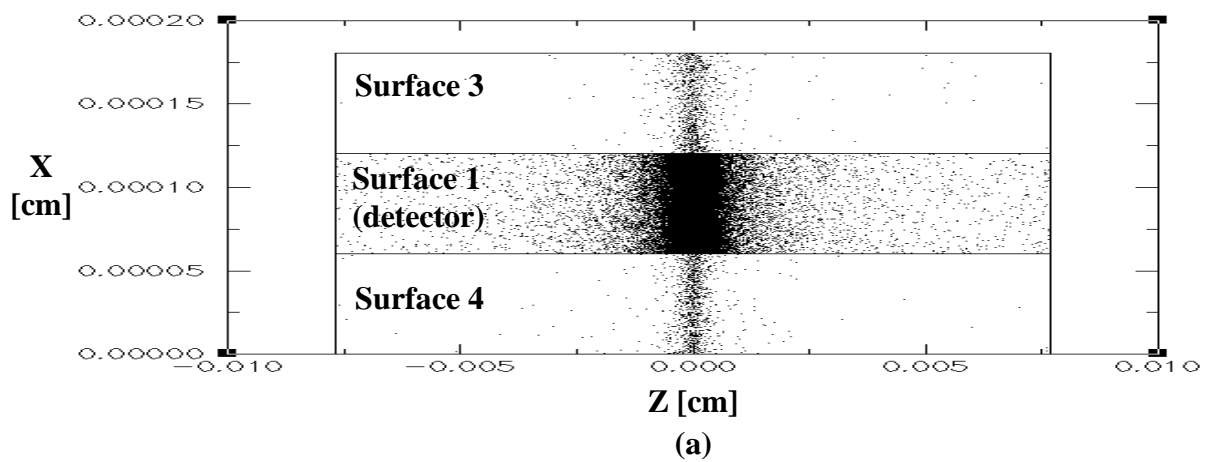 0.00020
0.00015
0.00010
0.00005
0.00000
X
[cm]
Surface 3
Surface 1
(detector)
Surface 4
−0.010 −0.005 0.000 0.005 0.010
Z [cm]
(a)